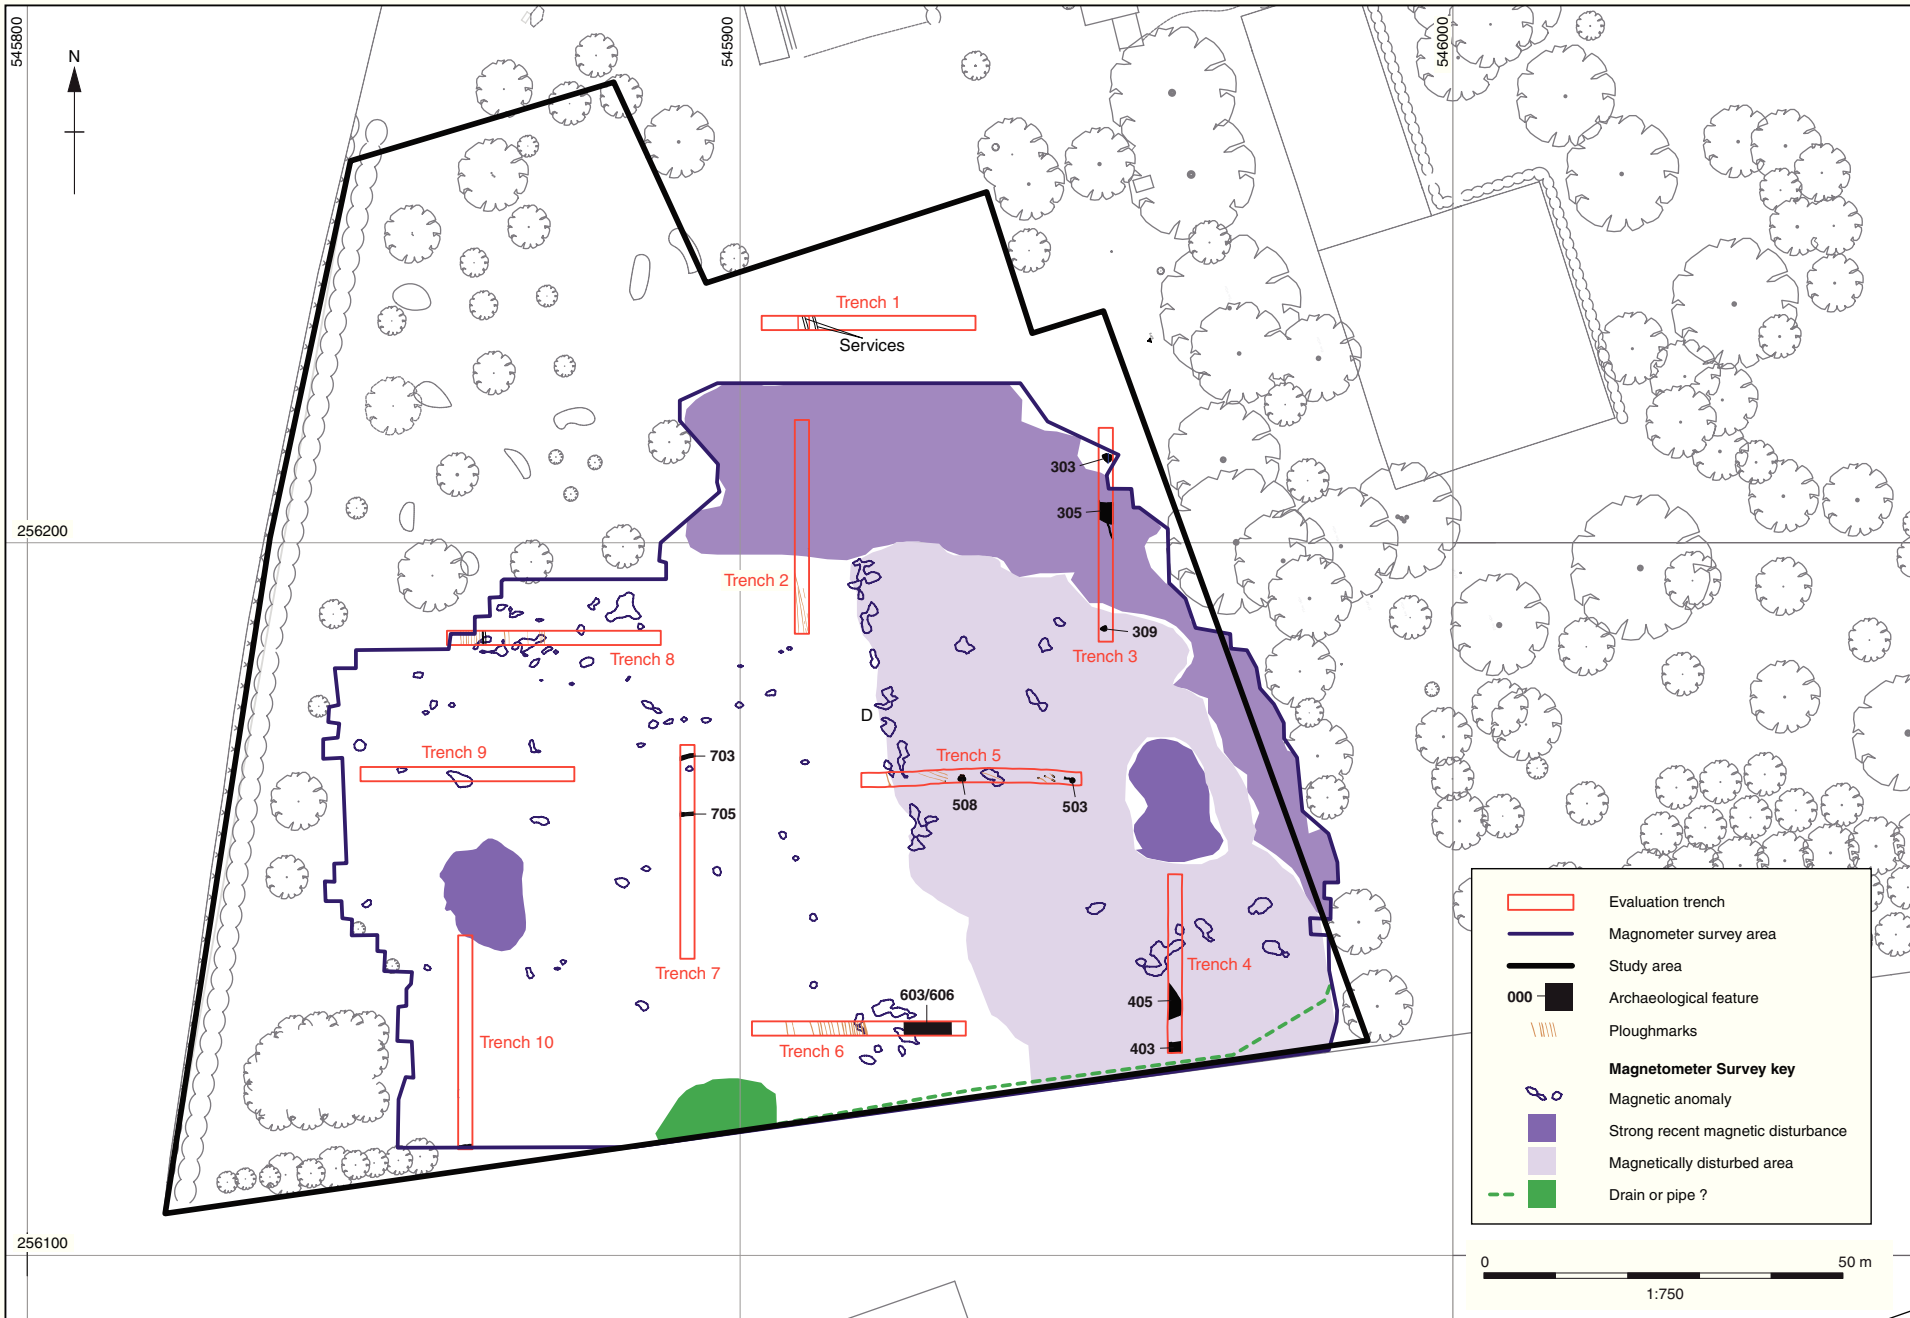 545800
545900
546000
N
Trench 1
Services
303
305
256200
Trench 2
309
Trench 3
Trench 8
D
Trench 9
703
Trench 5
705
508
503
Trench 7
Trench 4
603/606
405
Trench 10
Trench 6
403
256100
Evaluation trench
Magnometer survey area
Study area
000 Archaeological feature
Ploughmarks
Magnetometer Survey key
Magnetic anomaly
Strong recent magnetic disturbance
Magnetically disturbed area
Drain or pipe ?
0 50 m
1:750